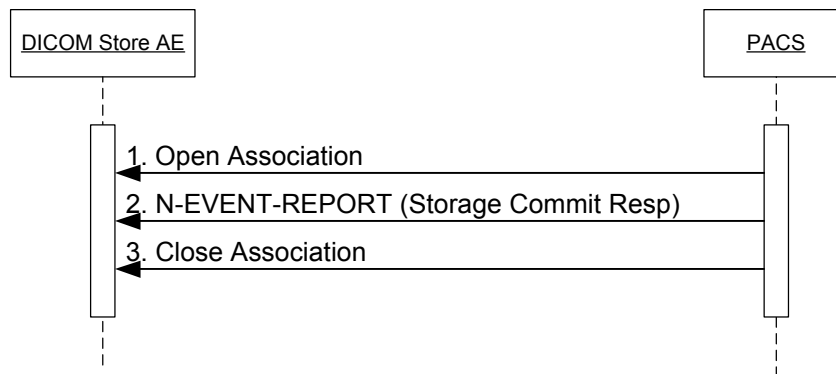 DICOM Store AE
PACS
1. Open Association
2. N-EVENT-REPORT (Storage Commit Resp)
3. Close Association